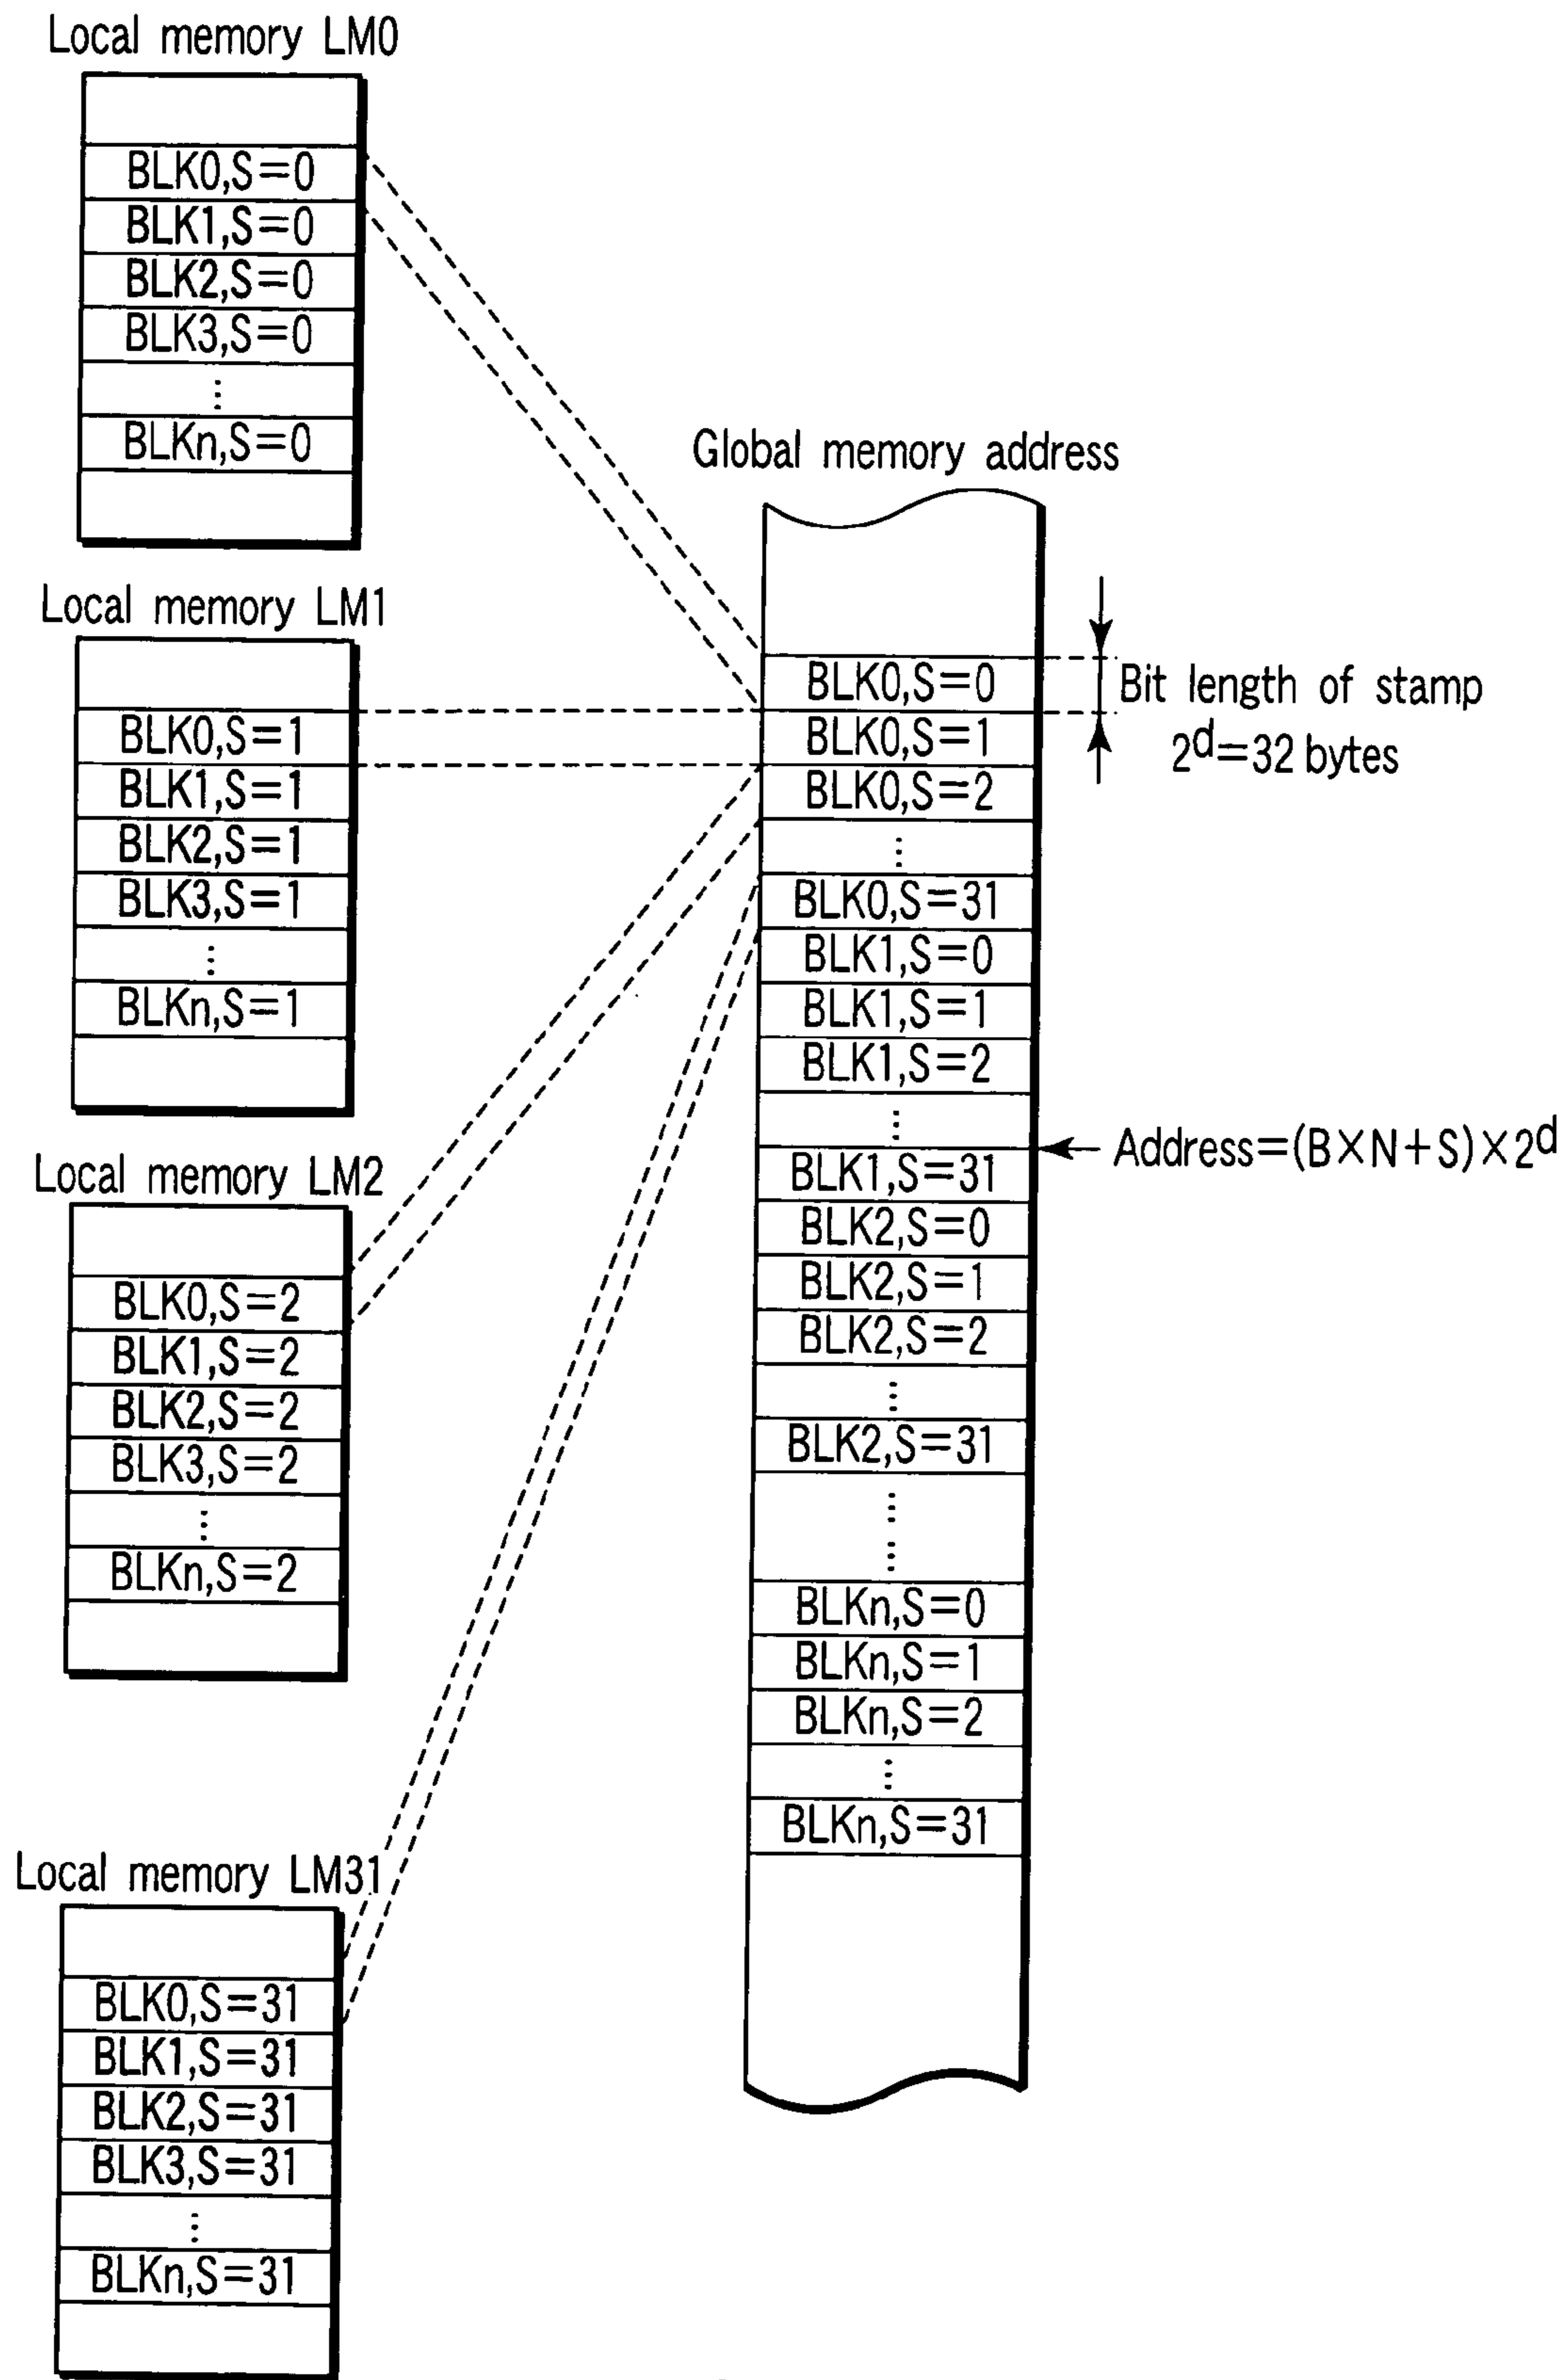 Local memory LM0
BLK0,S=0
BLK1,S=0
BLK2,S=0
BLK3,S=0
⋮
BLKn,S=0
Local memory LM1
BLK0,S=1
BLK1,S=1
BLK2,S=1
BLK3,S=1
⋮
BLKn,S=1
Local memory LM2
BLK0,S=2
BLK1,S=2
BLK2,S=2
BLK3,S=2
⋮
BLKn,S=2
Local memory LM31
BLK0,S=31
BLK1,S=31
BLK2,S=31
BLK3,S=31
⋮
BLKn,S=31
Global memory address
BLK0,S=0
BLK0,S=1
BLK0,S=2
⋮
BLK0,S=31
BLK1,S=0
BLK1,S=1
BLK1,S=2
⋮
BLK1,S=31
BLK2,S=0
BLK2,S=1
BLK2,S=2
⋮
BLK2,S=31
⋮
⋮
BLKn,S=0
BLKn,S=1
BLKn,S=2
⋮
BLKn,S=31
Bit length of stamp
2ᵈ=32 bytes
Address=(B×N+S)×2ᵈ